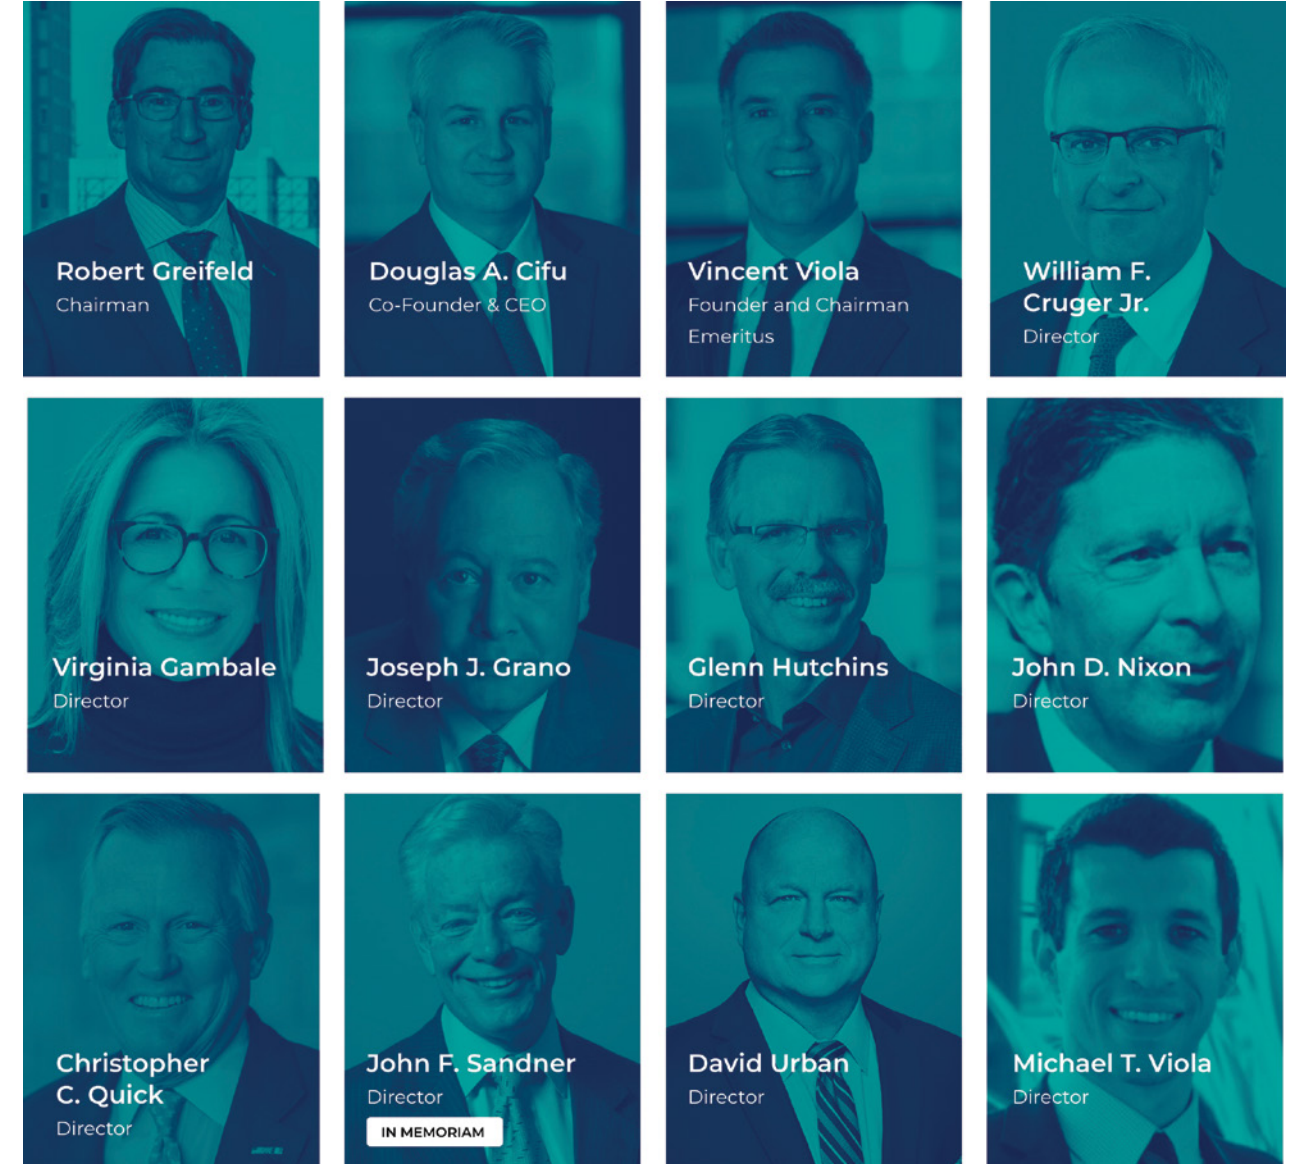 Robert Greifeld
Chairman
Douglas A. Cifu
Co-Founder & CEO
Vincent Viola
Founder and Chairman
Emeritus
William F.
Cruger Jr.
Director
Virginia Gambale
Director
Joseph J. Grano
Director
Glenn Hutchins
Director
John D. Nixon
Director
Christopher
C. Quick
Director
John F. Sandner
Director
IN MEMORIAM
David Urban
Director
Michael T. Viola
Director